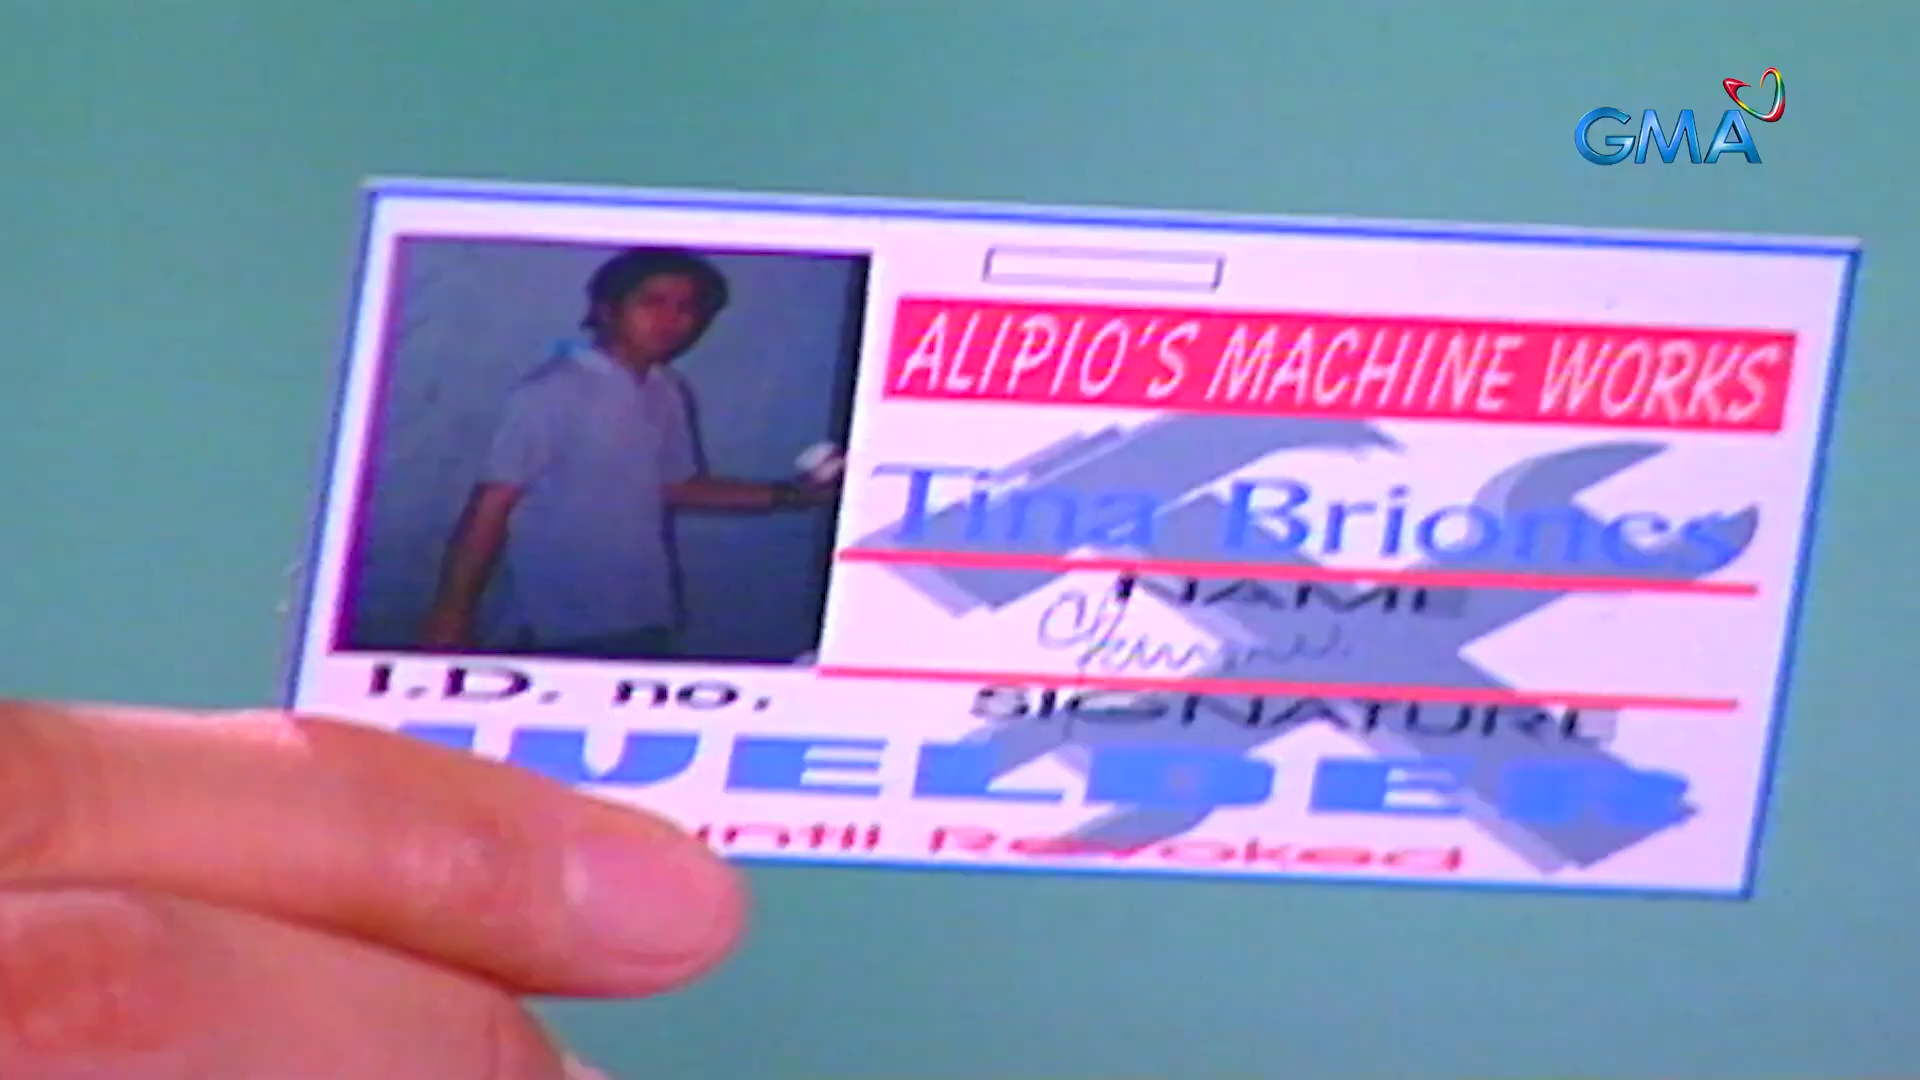 GMA
ALIPIO'S MACHINE WORKS
Tina Briones
NAME
SIGNATURE
I.D. no.
WELDER
until Revoked